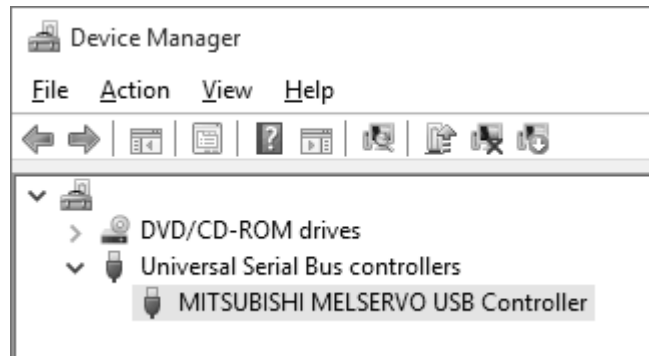 Device Manager
File Action View Help
DVD/CD-ROM drives
Universal Serial Bus controllers
MITSUBISHI MELSERVO USB Controller